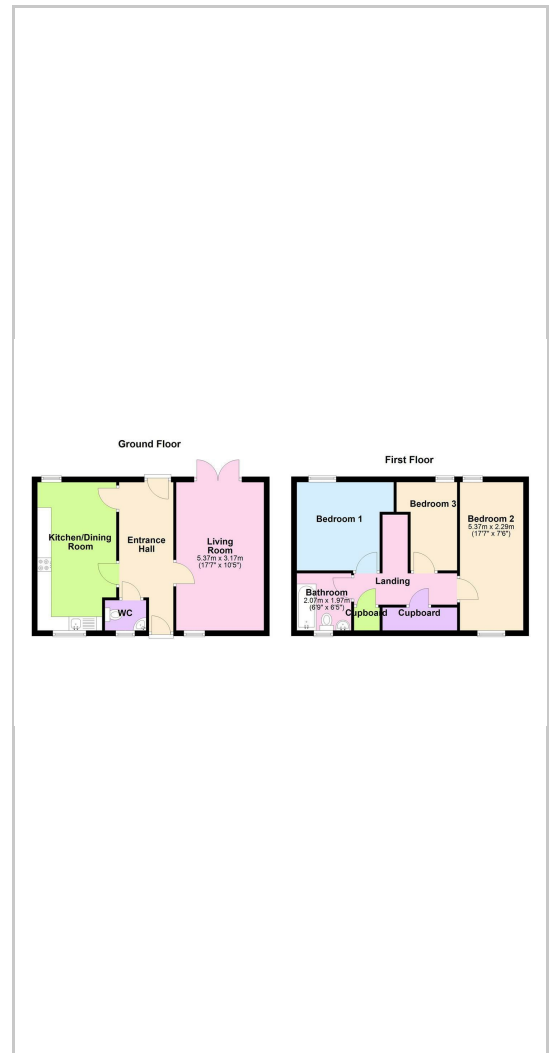 Ground Floor
Kitchen/Dining
Room
Entrance
Hall
Living
Room
5.37m x 3.17m
(17'7" x 10'5")
WC
First Floor
Bedroom 1
Bedroom 3
Bedroom 2
5.37m x 2.29m
(17'7" x 7'6")
Landing
Bathroom
2.07m x 1.97m
(6'9" x 6'5")
Cupboard
Cupboard